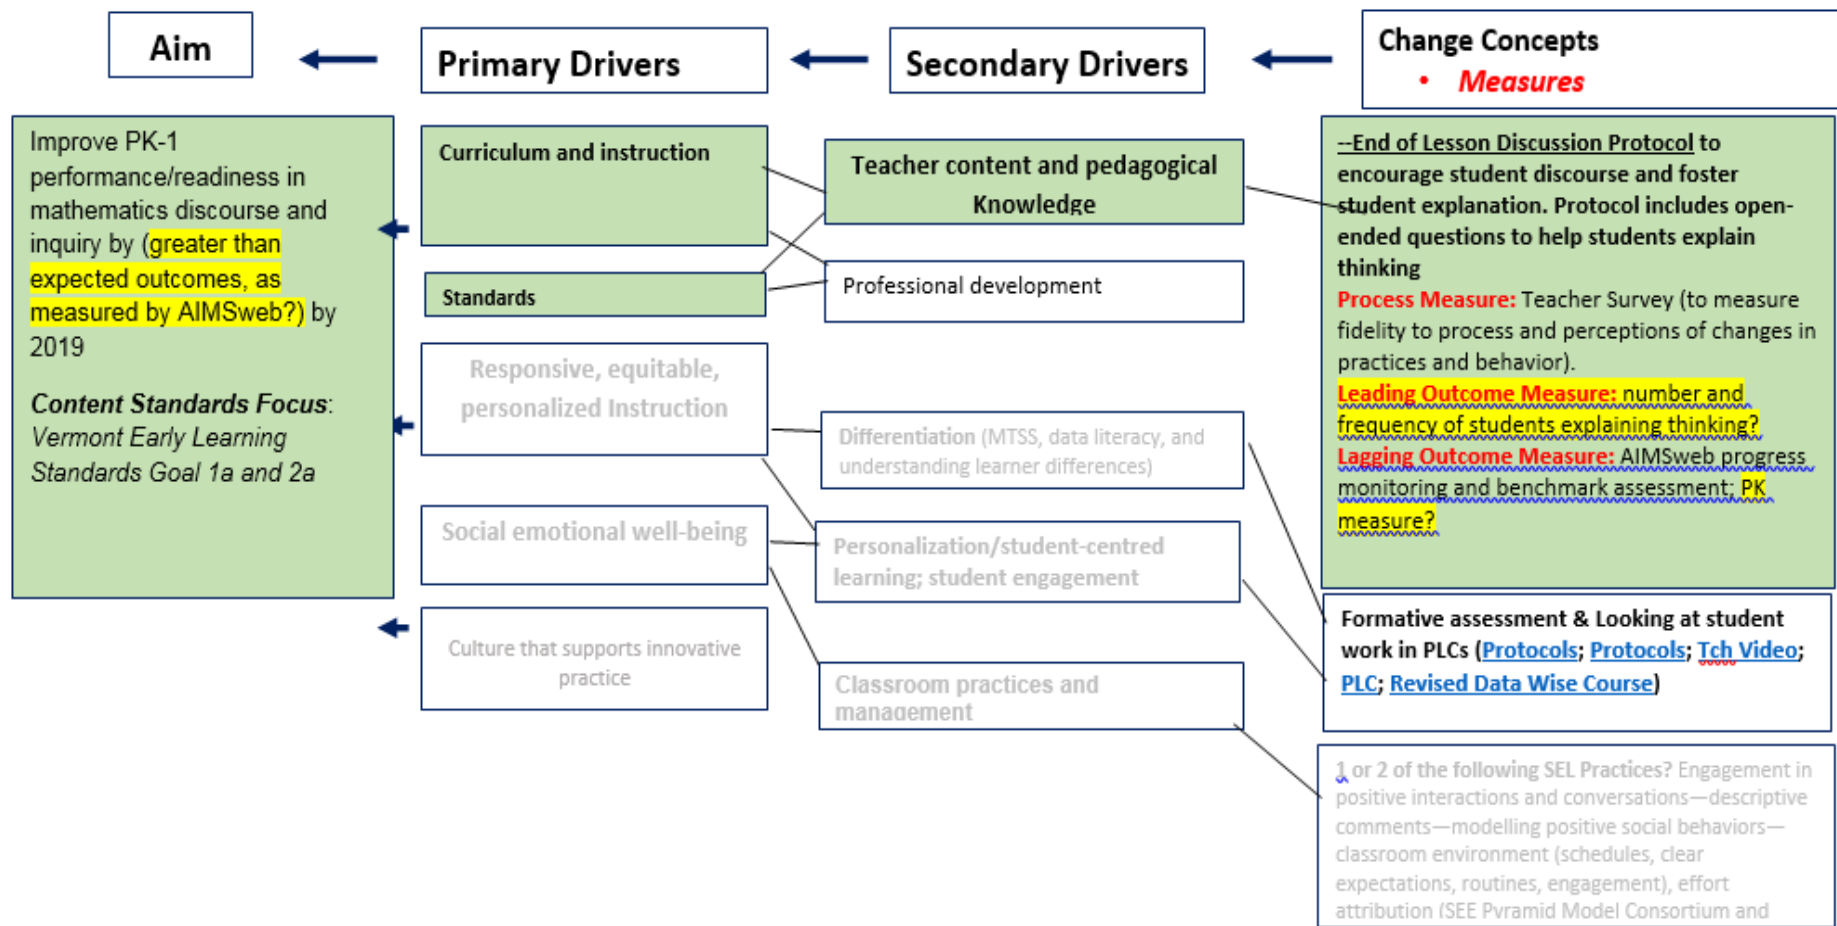 Aim
Primary Drivers
Secondary Drivers
Change Concepts
• Measures
Improve PK-1
performance/readiness in
mathematics discourse and
inquiry by (greater than
expected outcomes, as
measured by AIMSweb?) by
2019
Content Standards Focus:
Vermont Early Learning
Standards Goal 1a and 2a
Curriculum and instruction
Standards
Responsive, equitable,
personalized Instruction
Social emotional well-being
Culture that supports innovative
practice
Teacher content and pedagogical
Knowledge
Professional development
Differentiation (MTSS, data literacy, and
understanding learner differences)
Personalization/student-centred
learning; student engagement
Classroom practices and
management
--End of Lesson Discussion Protocol to
encourage student discourse and foster
student explanation. Protocol includes open-
ended questions to help students explain
thinking
Process Measure: Teacher Survey (to measure
fidelity to process and perceptions of changes in
practices and behavior).
Leading Outcome Measure: number and
frequency of students explaining thinking?
Lagging Outcome Measure: AIMSweb progress
monitoring and benchmark assessment; PK
measure?
Formative assessment & Looking at student
work in PLCs (Protocols; Protocols; Tch Video;
PLC; Revised Data Wise Course)
1 or 2 of the following SEL Practices? Engagement in
positive interactions and conversations—descriptive
comments—modelling positive social behaviors—
classroom environment (schedules, clear
expectations, routines, engagement), effort
attribution (SEE Pyramid Model Consortium and